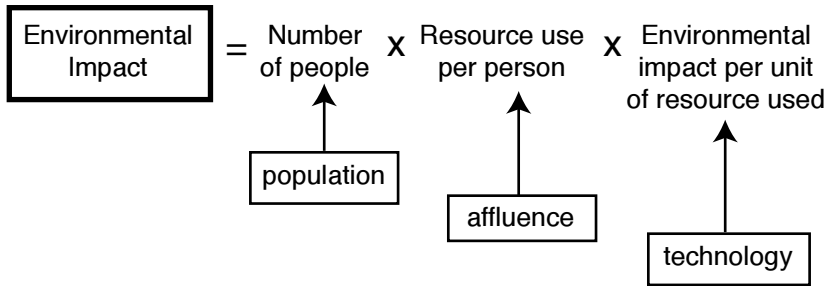 Environmental
Impact
=
Number
of people
x
Resource use
per person
x
Environmental
impact per unit
of resource used
population
affluence
technology